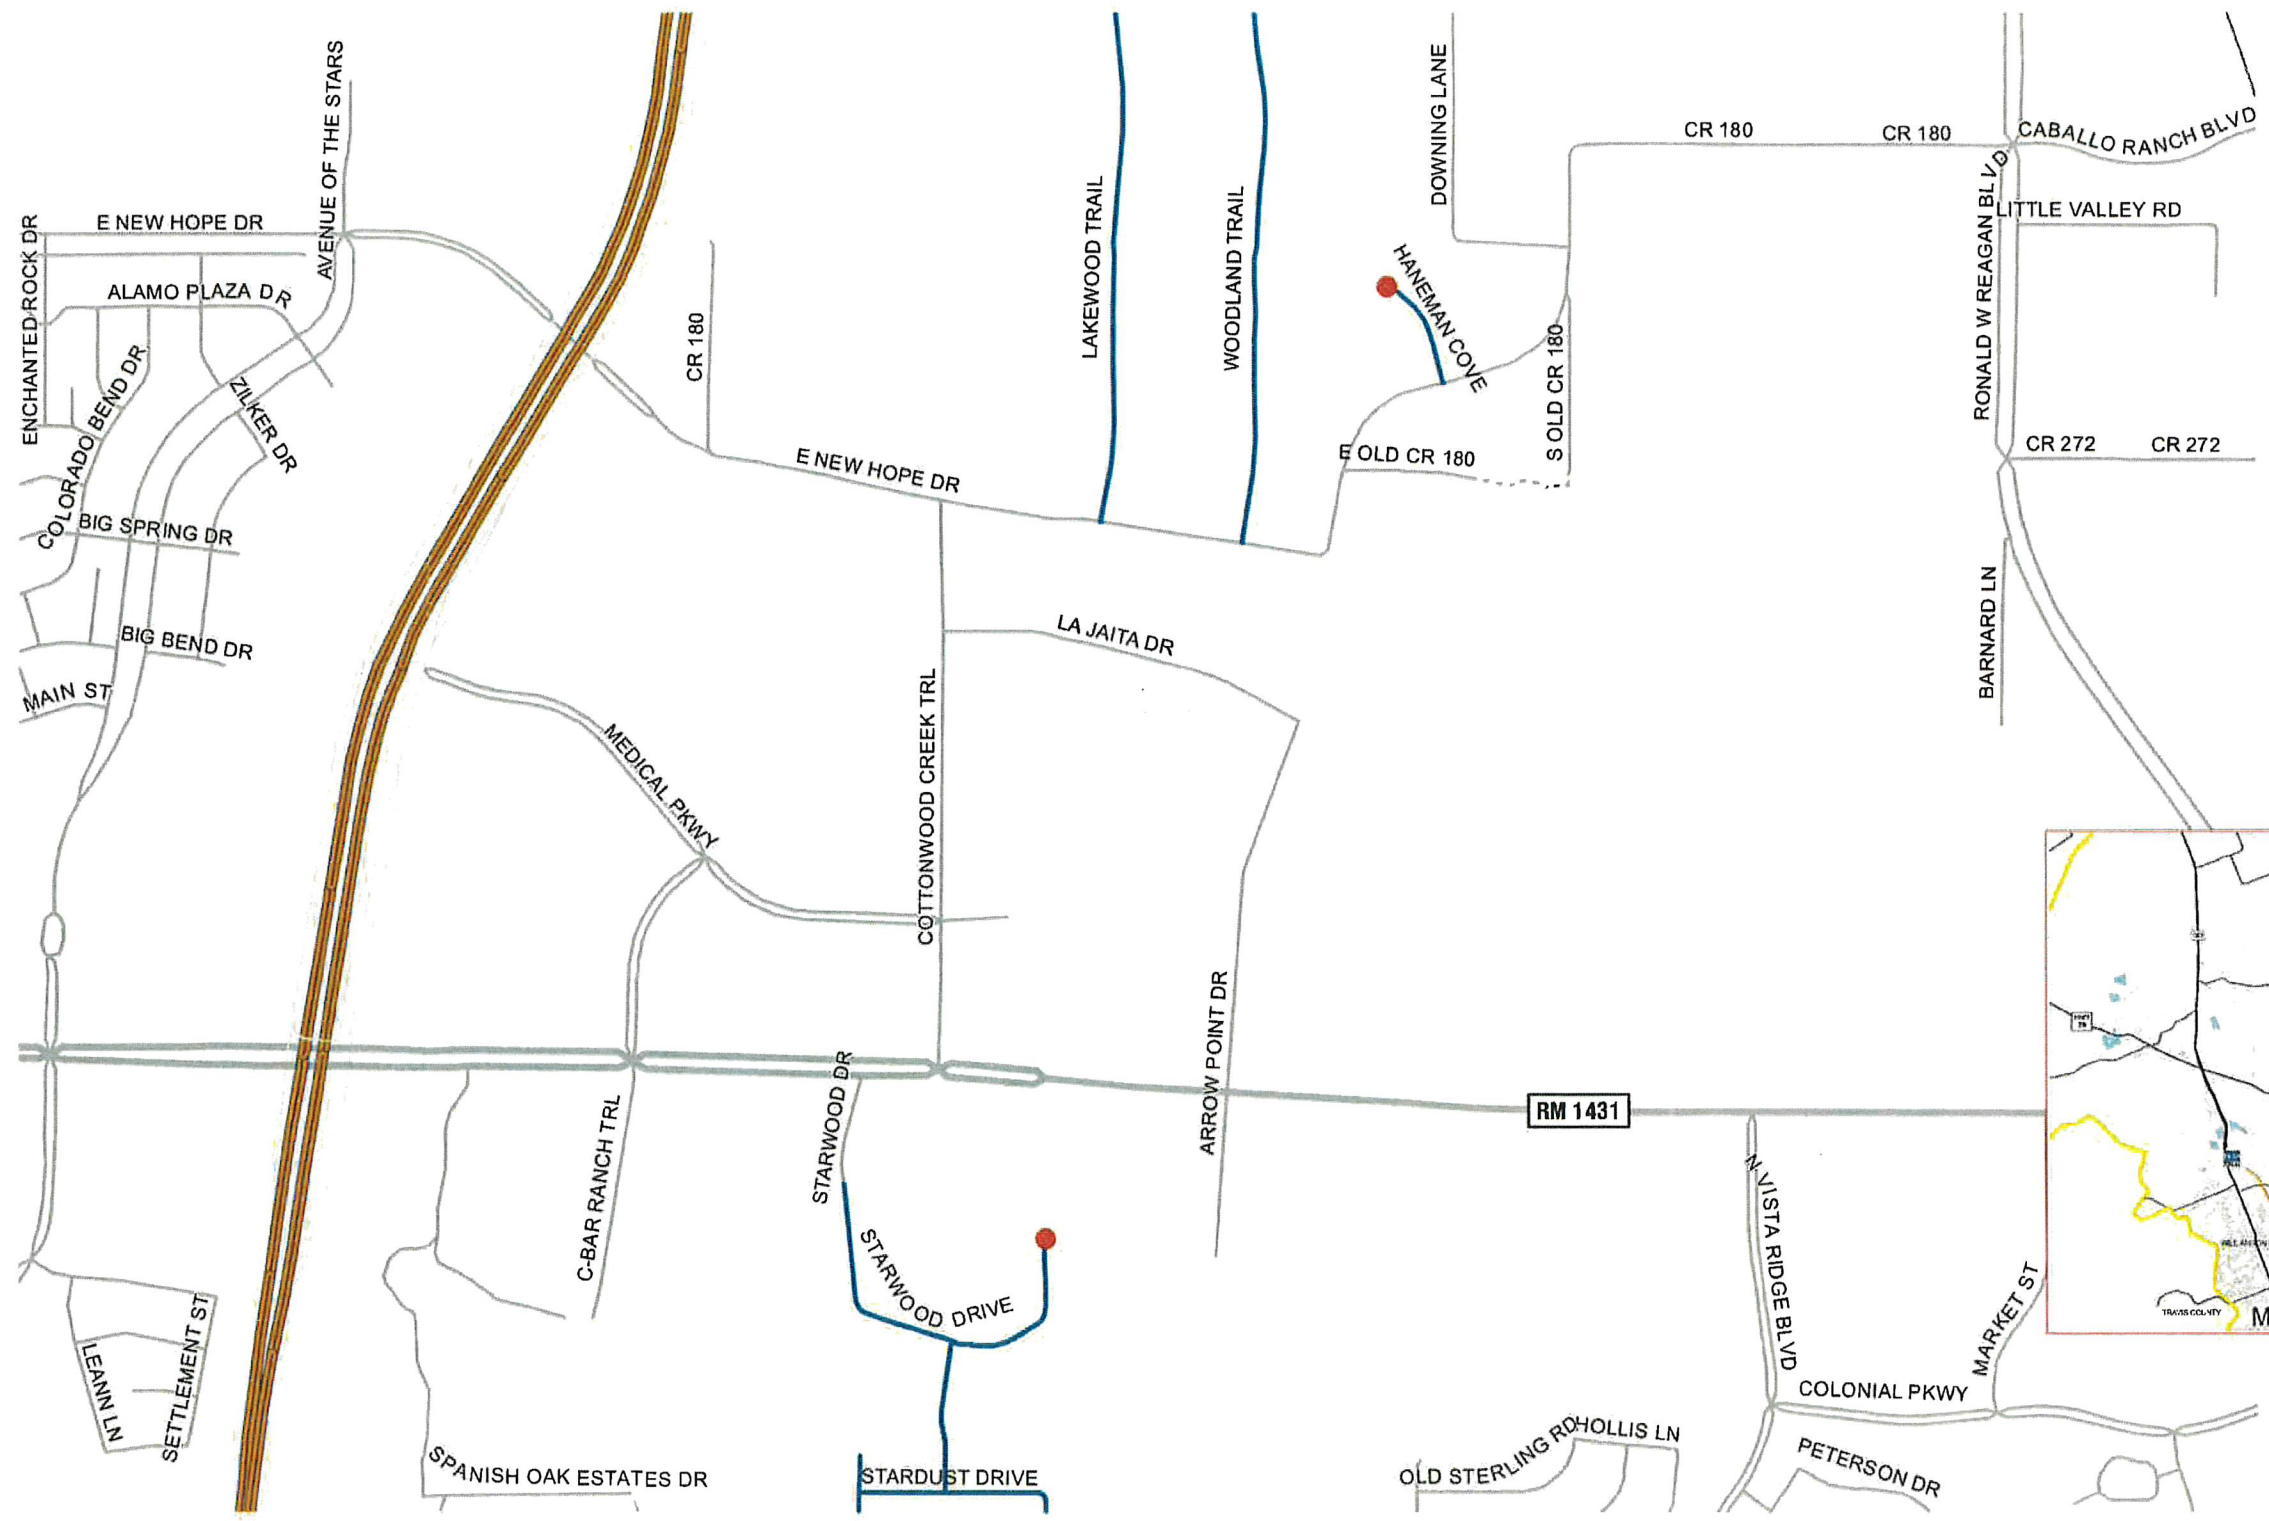 AVENUE OF THE STARS
E NEW HOPE DR
ENCHANTED ROCK DR
ALAMO PLAZA DR
COLORADO BEND DR
ZILKER DR
BIG SPRING DR
BIG BEND DR
MAIN ST
CR 180
E NEW HOPE DR
LAKEWOOD TRAIL
WOODLAND TRAIL
DOWNING LANE
HANEMAN COVE
S OLD CR 180
E OLD CR 180
CR 180
CR 180
CABALLO RANCH BLVD
RONALD W REAGAN BLVD
LITTLE VALLEY RD
CR 272
CR 272
BARNARD LN
LA JAITA DR
MEDICAL PKWY
COTTONWOOD CREEK TRL
ARROW POINT DR
RM 1431
C-BAR RANCH TRL
STARWOOD DR
STARWOOD DRIVE
STARDUST DRIVE
SPANISH OAK ESTATES DR
LEANN LN
SETTLEMENT ST
N VISTA RIDGE BLVD
MARKET ST
COLONIAL PKWY
PETERSON DR
HOLLIS LN
OLD STERLING RD
TRAVIS COUNTY
M